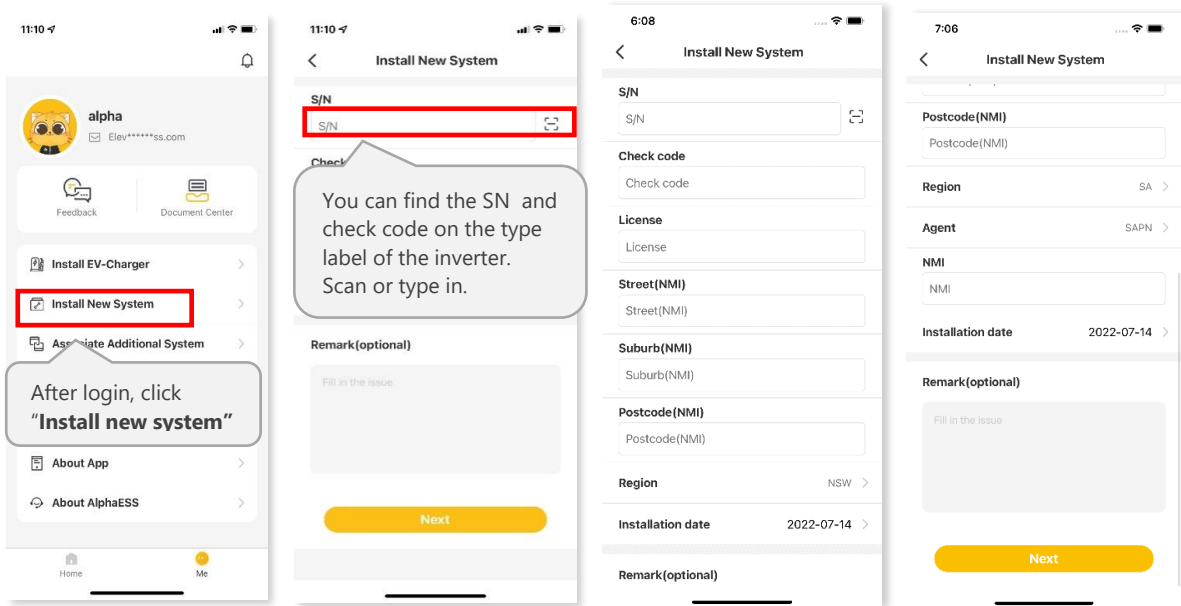 11:10
alpha
Elev******ss.com
Feedback
Document Center
Install EV-Charger
Install New System
Associate Additional System
After login, click
“Install new system”
About App
About AlphaESS
Home
Me
11:10
Install New System
S/N
S/N
Check
You can find the SN and
check code on the type
label of the inverter.
Scan or type in.
Remark(optional)
Fill in the issue
Next
6:08
Install New System
S/N
S/N
Check code
Check code
License
License
Street(NMI)
Street(NMI)
Suburb(NMI)
Suburb(NMI)
Postcode(NMI)
Postcode(NMI)
Region NSW
Installation date 2022-07-14
Remark(optional)
7:06
Install New System
Postcode(NMI)
Postcode(NMI)
Region SA
Agent SAPN
NMI
NMI
Installation date 2022-07-14
Remark(optional)
Fill in the issue
Next